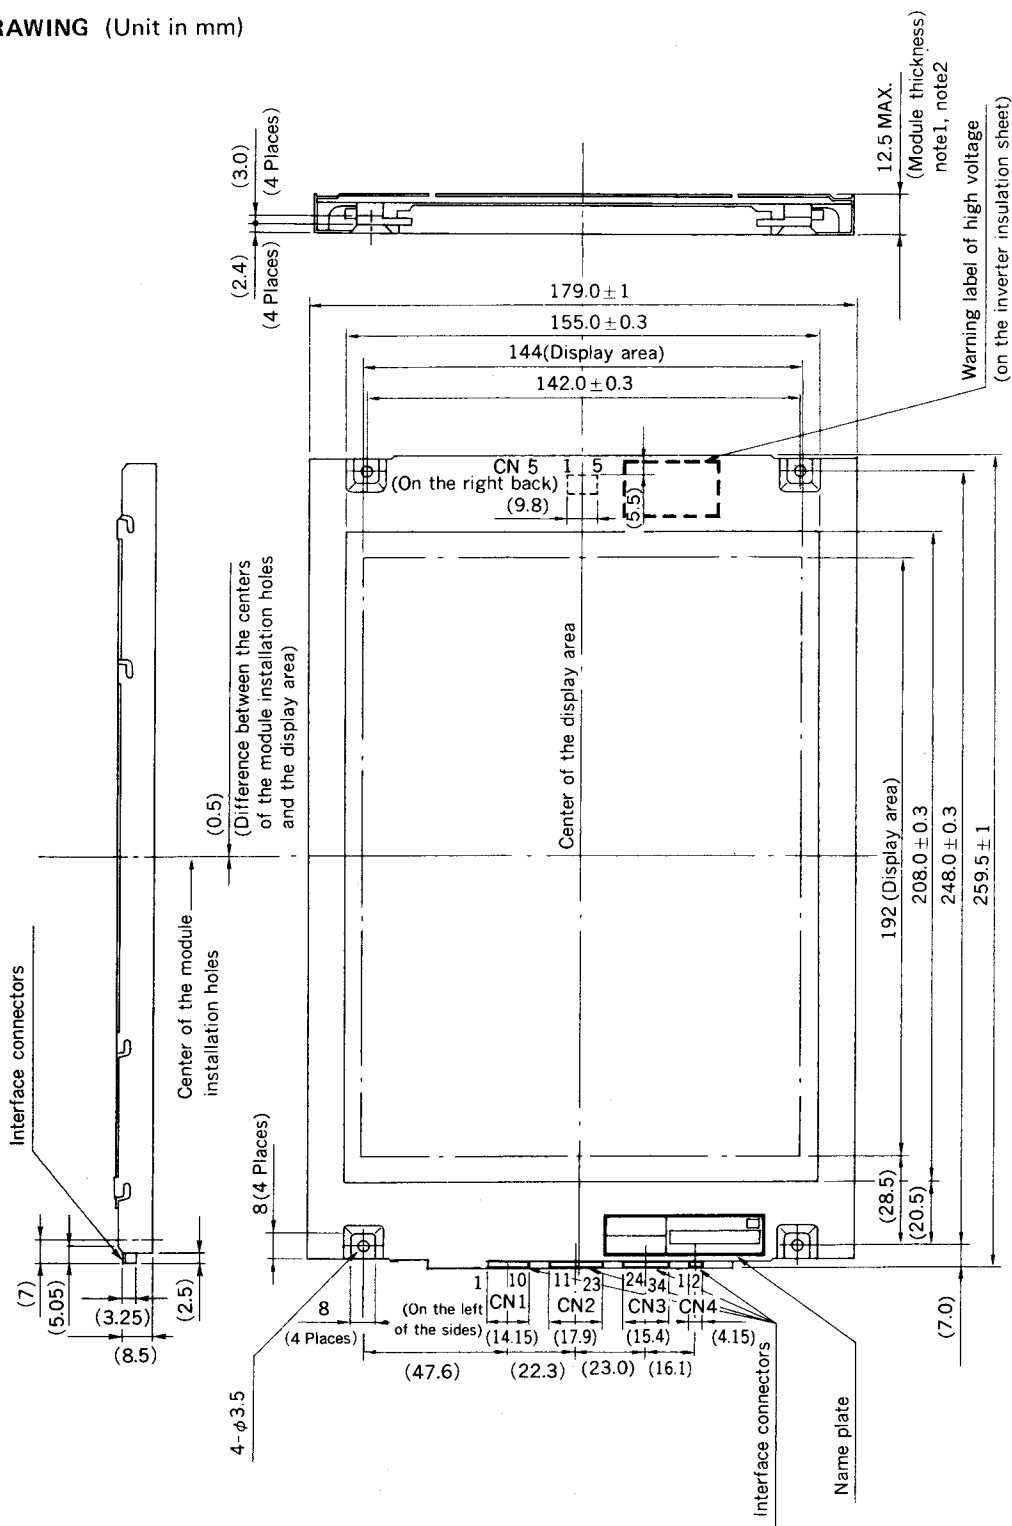 RAWING (Unit in mm)
(3.0)
(4 Places)
(2.4)
(4 Places)
12.5 MAX.
(Module thickness)
note1, note2
Warning label of high voltage
(on the inverter insulation sheet)
179.0±1
155.0±0.3
144(Display area)
142.0±0.3
CN 5 1 5
(On the right back)
(9.8)
(5.5)
(0.5)
(Difference between the centers
of the module installation holes
and the display area)
Center of the display area
Center of the module
installation holes
Interface connectors
192 (Display area)
208.0±0.3
248.0±0.3
259.5±1
8(4 Places)
(28.5)
(20.5)
(7.0)
(7)
(5.05)
(3.25)
(8.5)
(2.5)
8
(4 Places)
4-ϕ3.5
1 10 11 23 24 34 1 2
CN1 CN2 CN3 CN4
(On the left
of the sides)
(14.15) (17.9) (15.4) (4.15)
(47.6) (22.3) (23.0) (16.1)
Interface connectors
Name plate